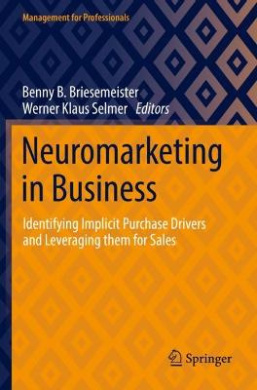 Management for Professionals
Benny B. Briesemeister
Werner Klaus Selmer Editors
Neuromarketing
in Business
Identifying Implicit Purchase Drivers
and Leveraging them for Sales
Springer